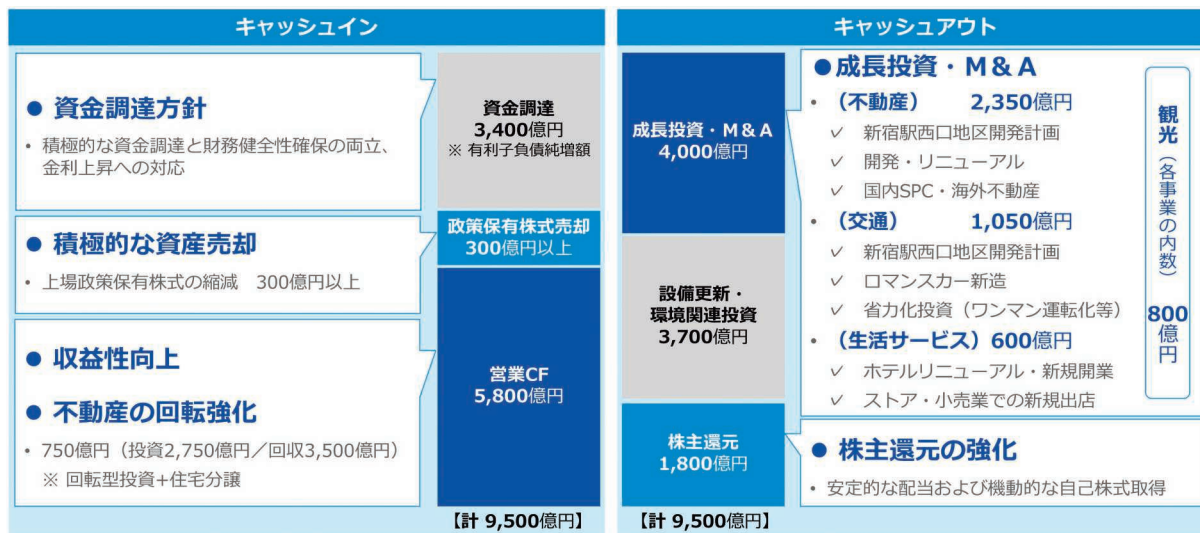 キャッシュイン
● 資金調達方針
・ 積極的な資金調達と財務健全性確保の両立、
金利上昇への対応
● 積極的な資産売却
・ 上場政策保有株式の縮減　300億円以上
● 収益性向上
● 不動産の回転強化
・ 750億円（投資2,750億円／回収3,500億円）
※ 回転型投資+住宅分譲
資金調達
3,400億円
※ 有利子負債純増額
政策保有株式売却
300億円以上
営業CF
5,800億円
【計 9,500億円】
キャッシュアウト
成長投資・M&A
4,000億円
設備更新・
環境関連投資
3,700億円
株主還元
1,800億円
【計 9,500億円】
●成長投資・M&A
・ （不動産）　2,350億円
✓ 新宿駅西口地区開発計画
✓ 開発・リニューアル
✓ 国内SPC・海外不動産
・ （交通）　1,050億円
✓ 新宿駅西口地区開発計画
✓ ロマンスカー新造
✓ 省力化投資（ワンマン運転化等）
・ （生活サービス）600億円
✓ ホテルリニューアル・新規開業
✓ ストア・小売業での新規出店
観光（各事業の内数）800億円
● 株主還元の強化
・ 安定的な配当および機動的な自己株式取得